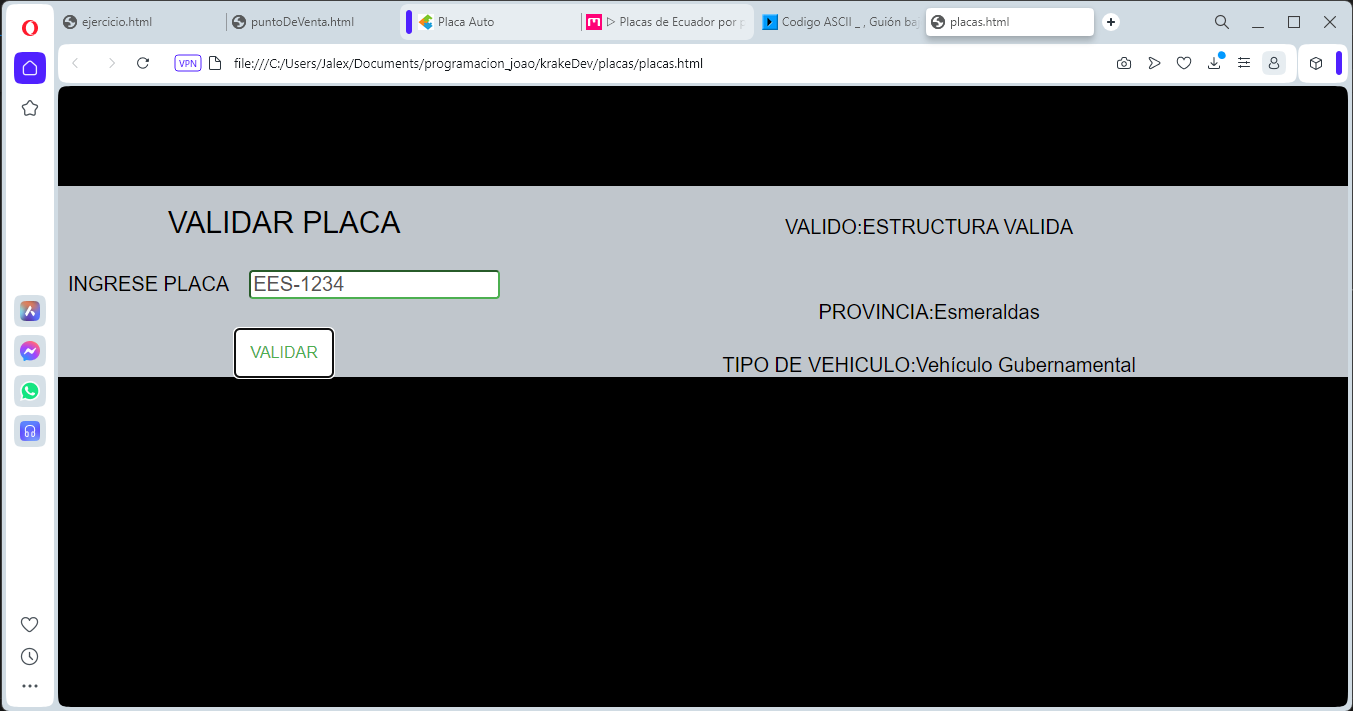 ejercicio.html
puntoDeVenta.html
Placa Auto
▷ Placas de Ecuador por p
Codigo ASCII _ , Guión baj
placas.html
VPN
file:///C:/Users/Jalex/Documents/programacion_joao/krakeDev/placas/placas.html
VALIDAR PLACA
INGRESE PLACA EES-1234
VALIDAR
VALIDO:ESTRUCTURA VALIDA
PROVINCIA:Esmeraldas
TIPO DE VEHICULO:Vehículo Gubernamental